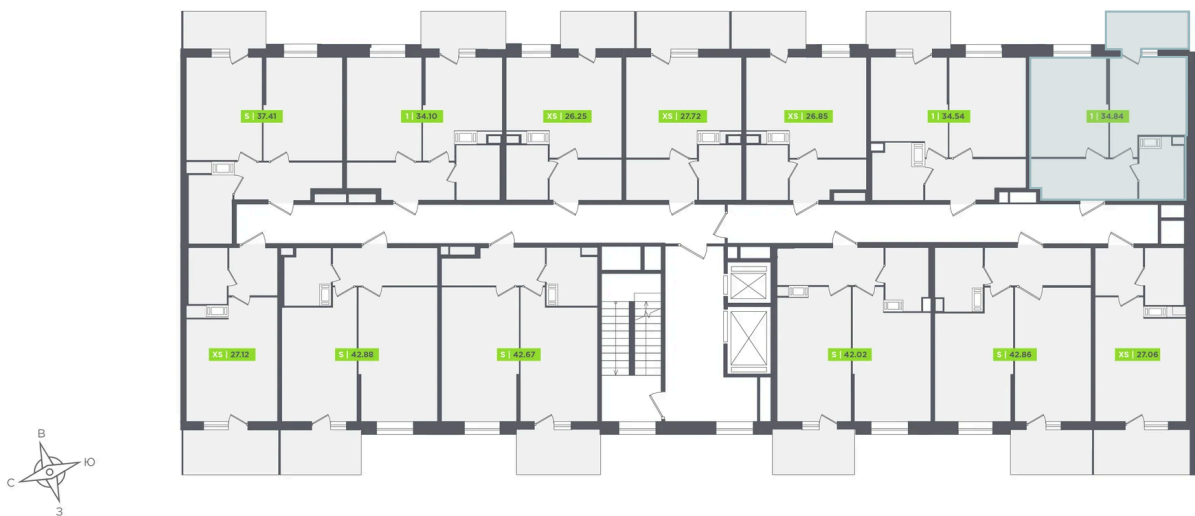 S | 37.41
1 | 34.10
XS | 26.25
XS | 27.72
XS | 26.85
1 | 34.54
1 | 34.84
XS | 27.12
S | 42.88
S | 42.67
S | 42.02
S | 42.86
XS | 27.06
В
Ю
С
З